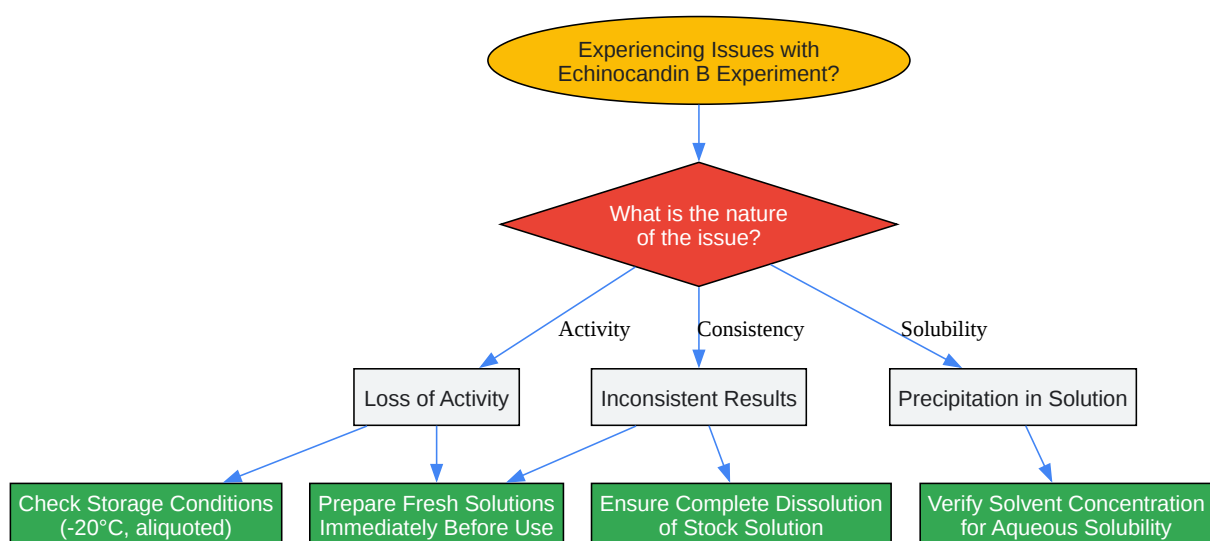 Experiencing Issues with
Echinocandin B Experiment?
What is the nature
of the issue?
Activity
Consistency
Solubility
Loss of Activity
Inconsistent Results
Precipitation in Solution
Check Storage Conditions
(-20°C, aliquoted)
Prepare Fresh Solutions
Immediately Before Use
Ensure Complete Dissolution
of Stock Solution
Verify Solvent Concentration
for Aqueous Solubility